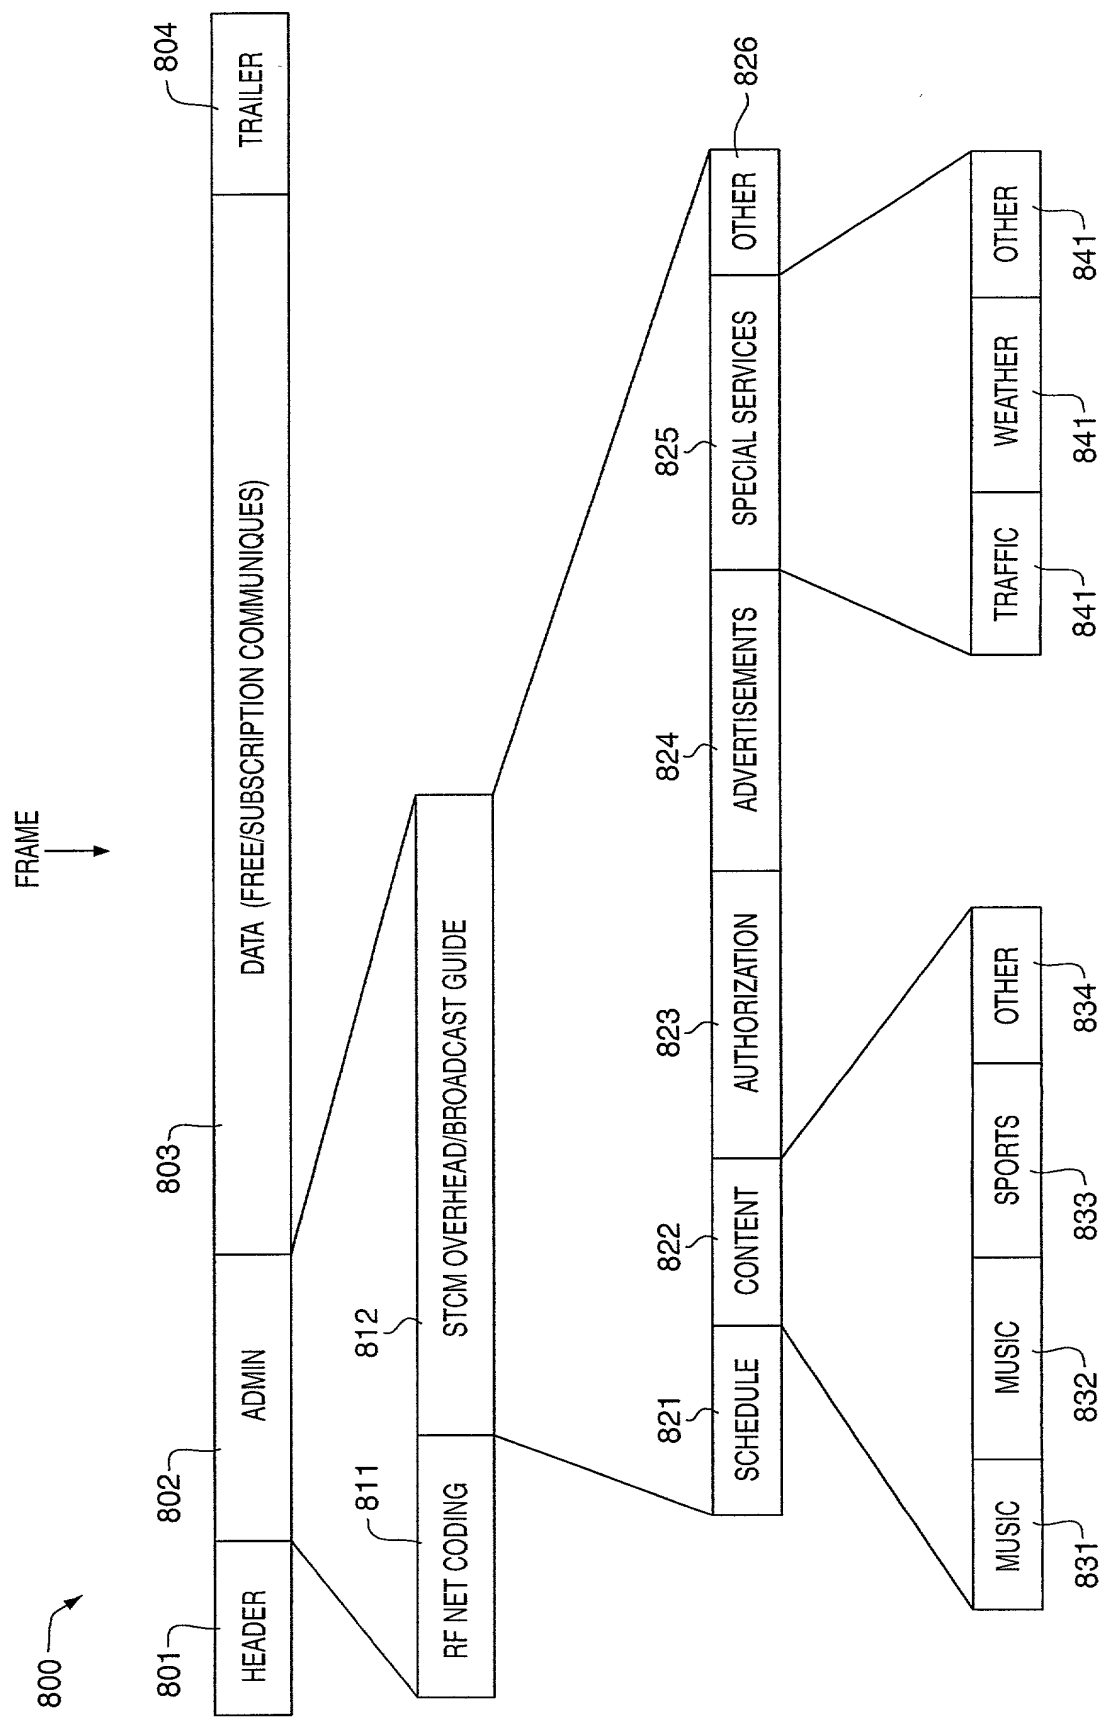 800
FRAME
801
802
803
804
HEADER
ADMIN
DATA (FREE/SUBSCRIPTION COMMUNIQUES)
TRAILER
811
812
RF NET CODING
STCM OVERHEAD/BROADCAST GUIDE
821
822
823
824
825
826
SCHEDULE
CONTENT
AUTHORIZATION
ADVERTISEMENTS
SPECIAL SERVICES
OTHER
MUSIC
MUSIC
SPORTS
OTHER
TRAFFIC
WEATHER
OTHER
831
832
833
834
841
841
841